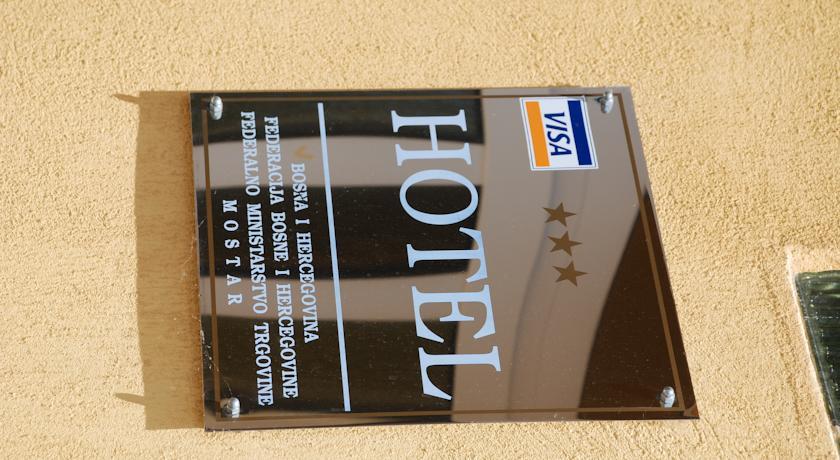 VISA
HOTEL
BOSNA I HERCEGOVINA
FEDERACIJA BOSNE I HERCEGOVINE
FEDERALNO MINISTARSTVO TRGOVINE
MOSTAR